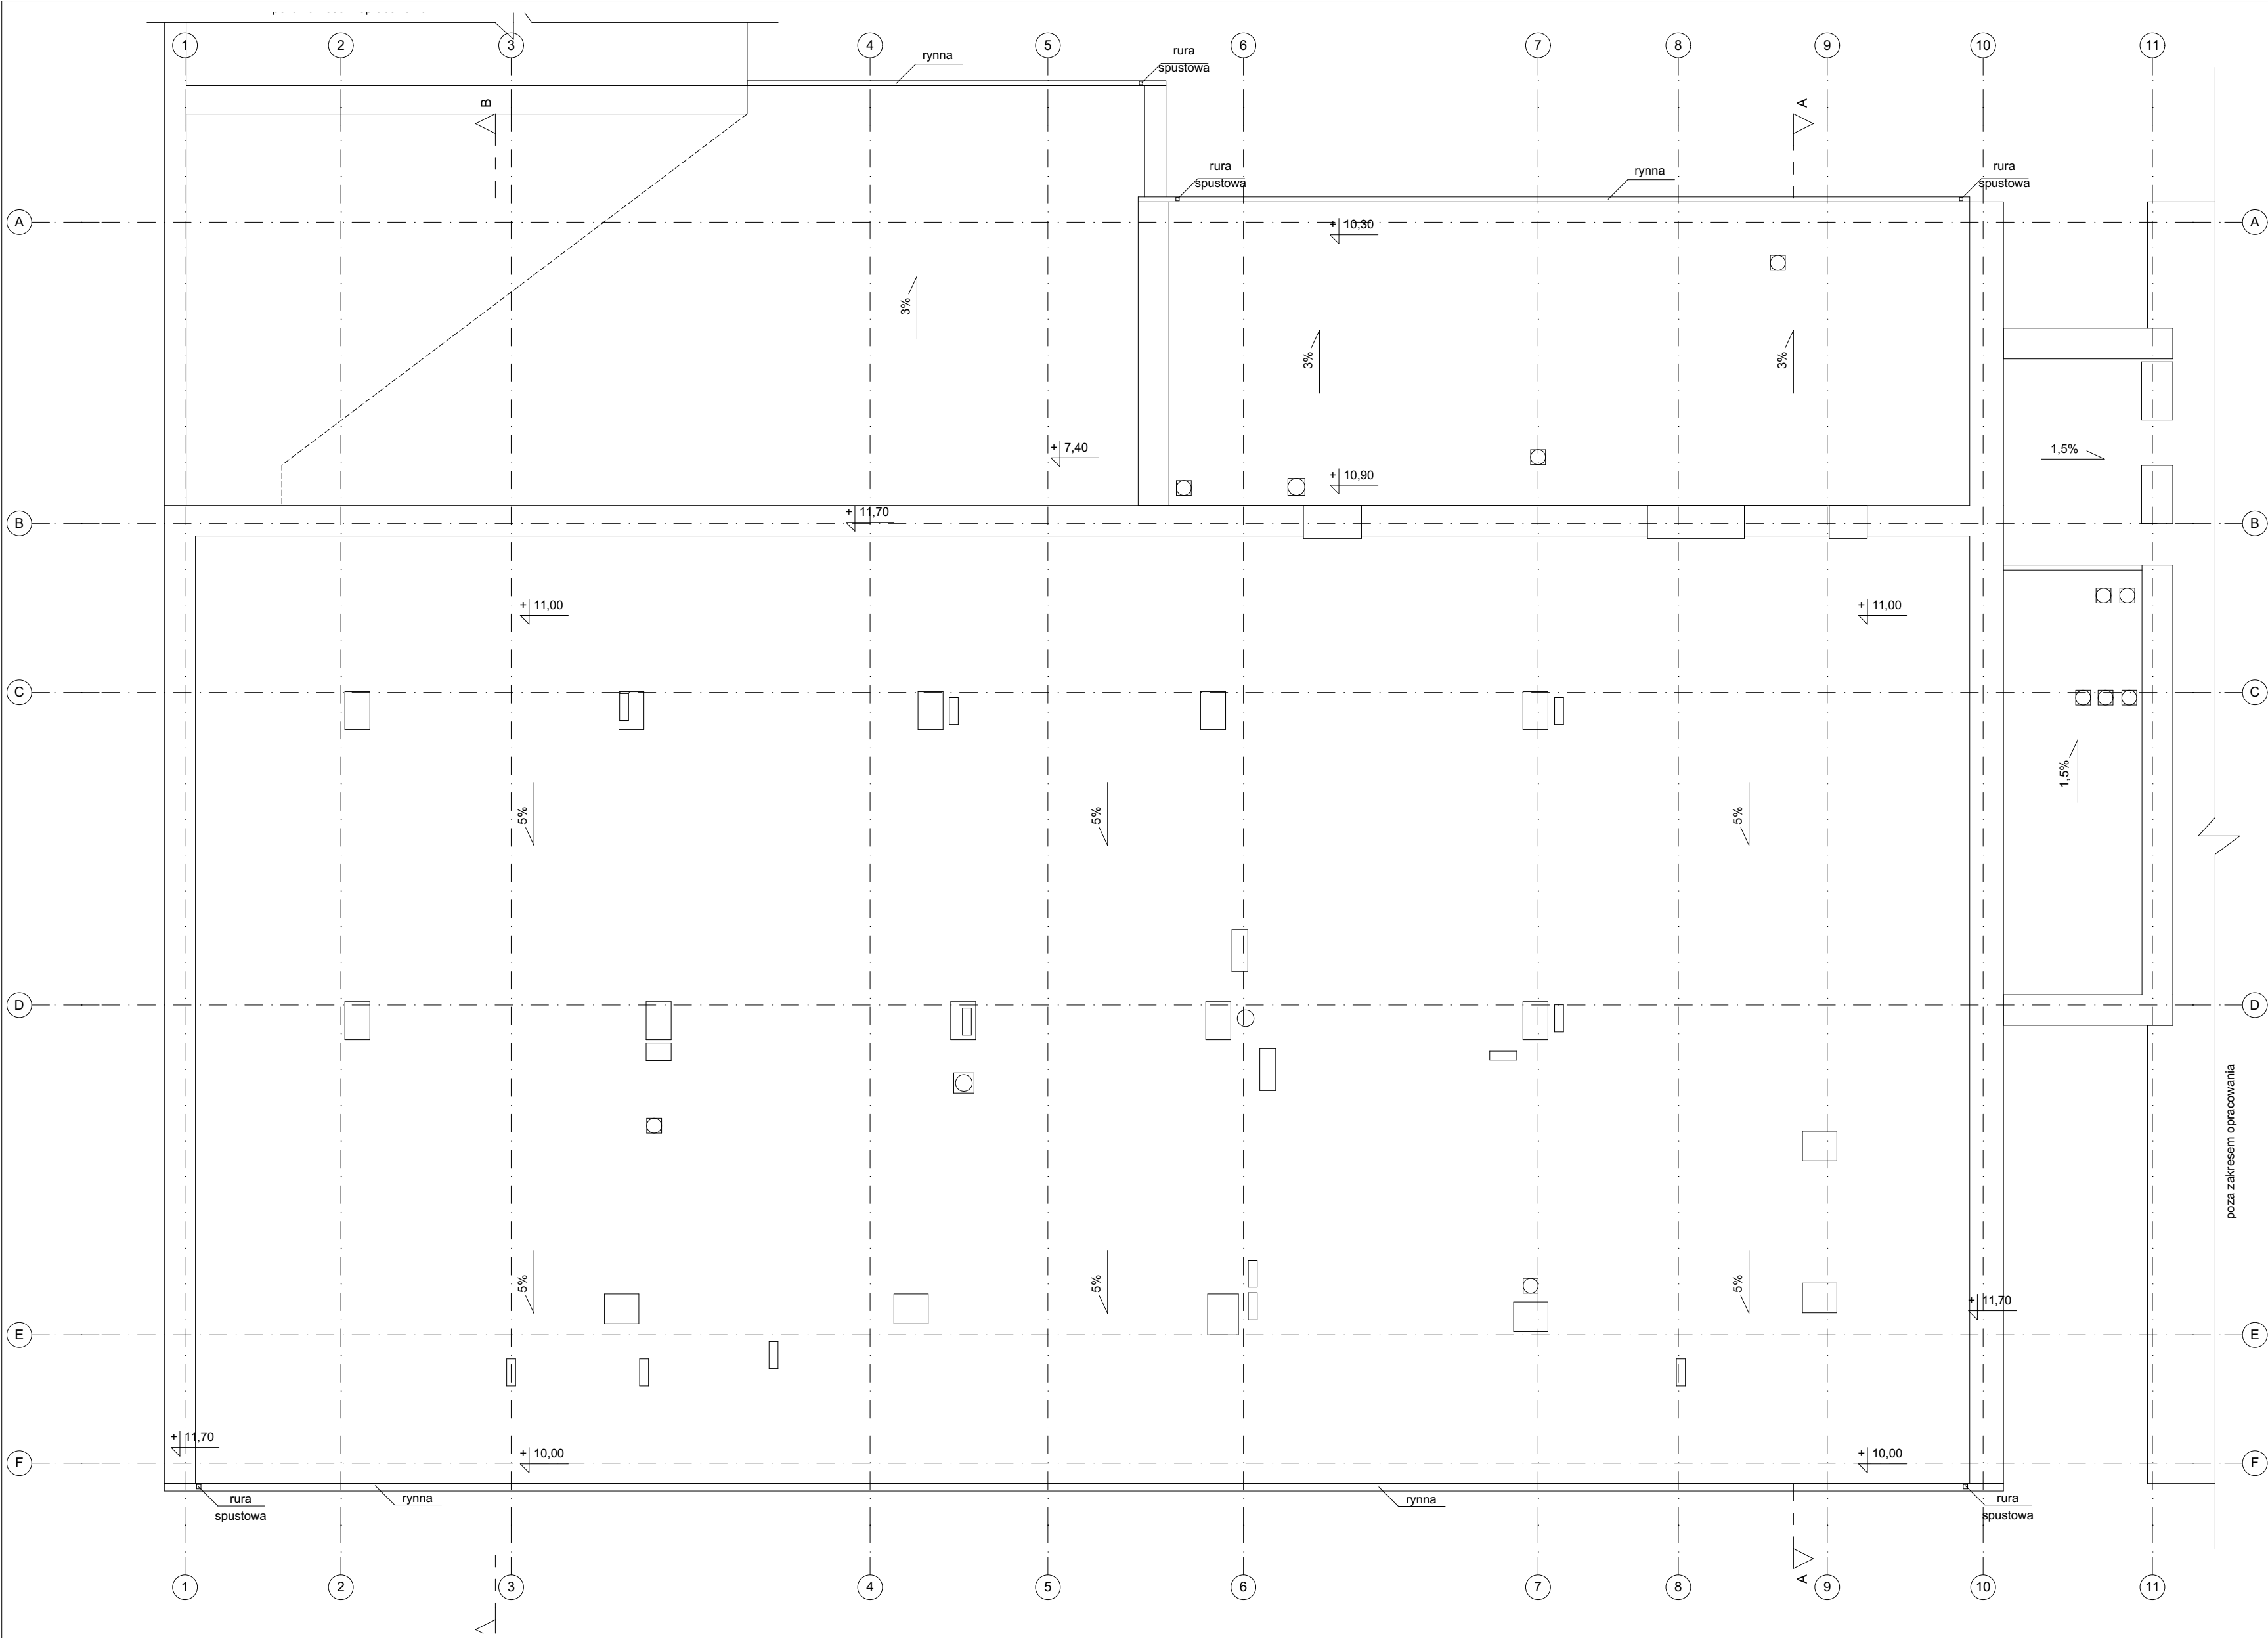 1 2 3 4 5 6 7 8 9 10 11
rynna
rura
spustowa
B
A
rura
spustowa
rynna
rura
spustowa
A
A
+ 10,30
3%
3%
3%
+ 7,40
+ 10,90
1,5%
+ 11,70
B
B
+ 11,00
+ 11,00
C
C
1,5%
5%
5%
5%
D
D
poza zakresem opracowania
5%
5%
5%
+ 11,70
E
E
+ 11,70
+ 10,00
+ 10,00
F
F
rura
spustowa
rynna
rynna
rura
spustowa
A
1 2 3 4 5 6 7 8 9 10 11